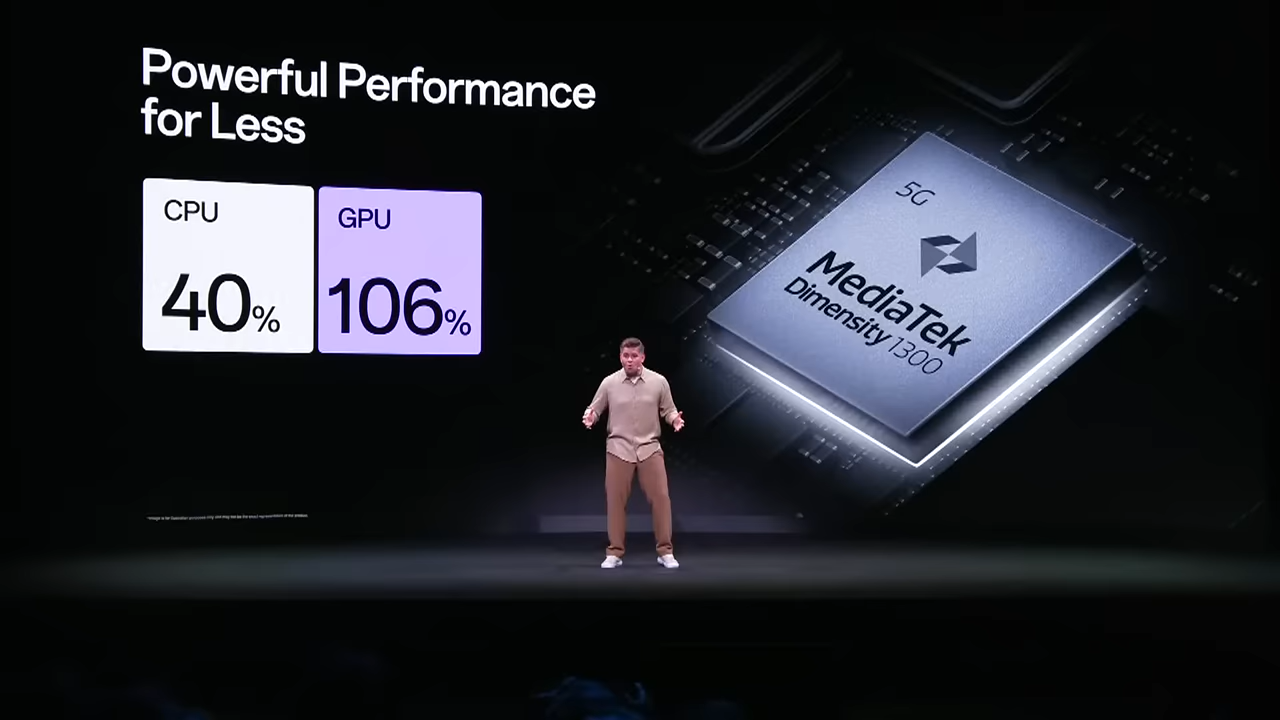 Powerful Performance
for Less
CPU
40%
GPU
106%
5G
MediaTek
Dimensity 1300